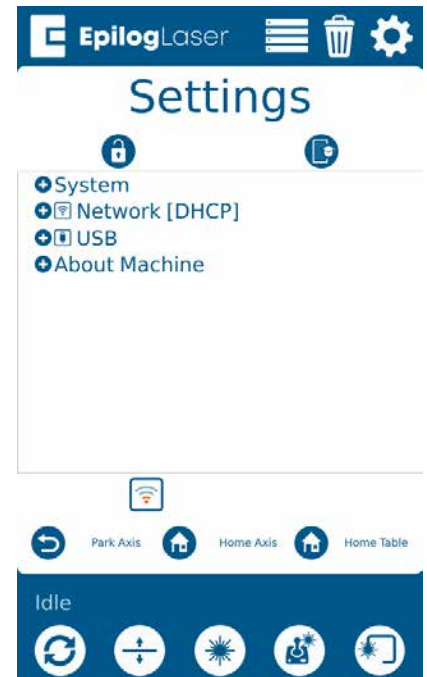 EpilogLaser
Settings
System
Network [DHCP]
USB
About Machine
Park Axis Home Axis Home Table
Idle